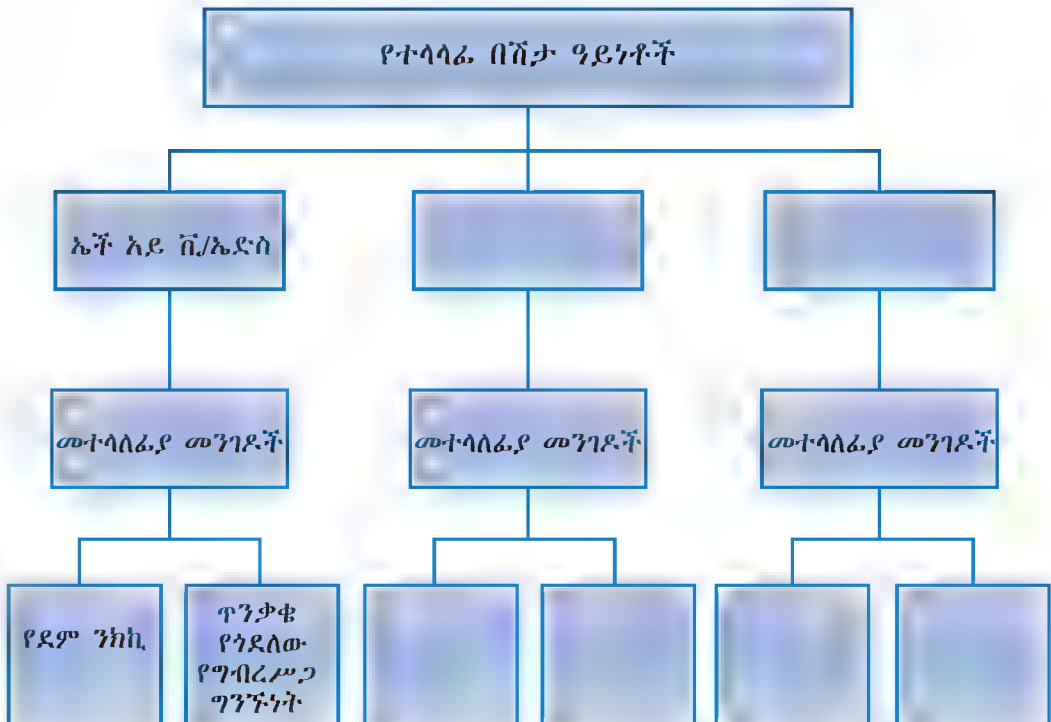 የተላላፊ በሽታ ዓይነቶች
ኤች አይ ቪ/ኤድስ
መተላለፊያ መንገዶች
መተላለፊያ መንገዶች
መተላለፊያ መንገዶች
የደም ንክኪ
ጥንቃቄ
የጎደለው
የግብረሥጋ
ግንኙነት